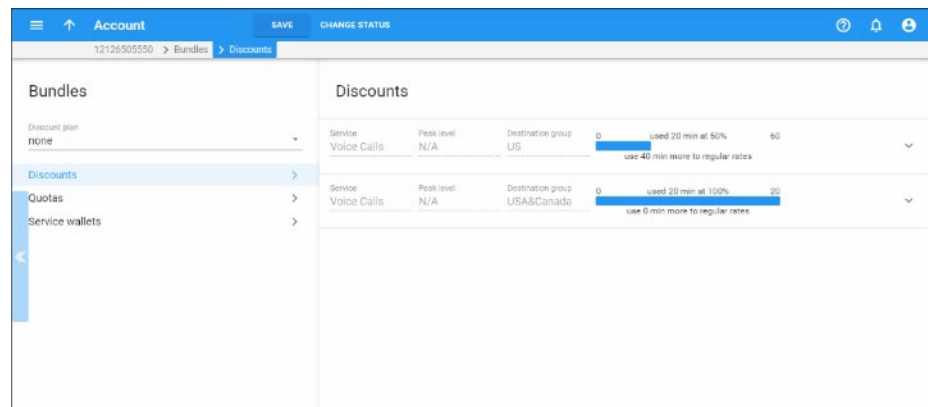 Account SAVE CHANGE STATUS
12126505550 > Bundles > Discounts
Bundles
Discount plan
none
Discounts
Quotas
Service wallets
Discounts
Service Peak level Destination group 0 used 20 min at 50% 60
Voice Calls N/A US
use 40 min more to regular rates
Service Peak level Destination group 0 used 20 min at 100% 20
Voice Calls N/A USA&Canada
use 0 min more to regular rates